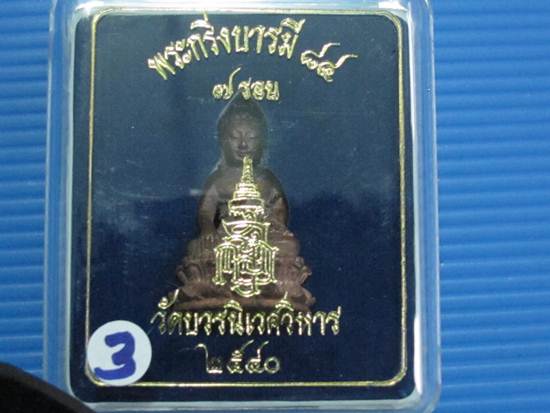 พระกริ่งบารมี ๘๔
๗ รอบ
วัดบวรนิเวศวิหาร
๒๕๔๐
3